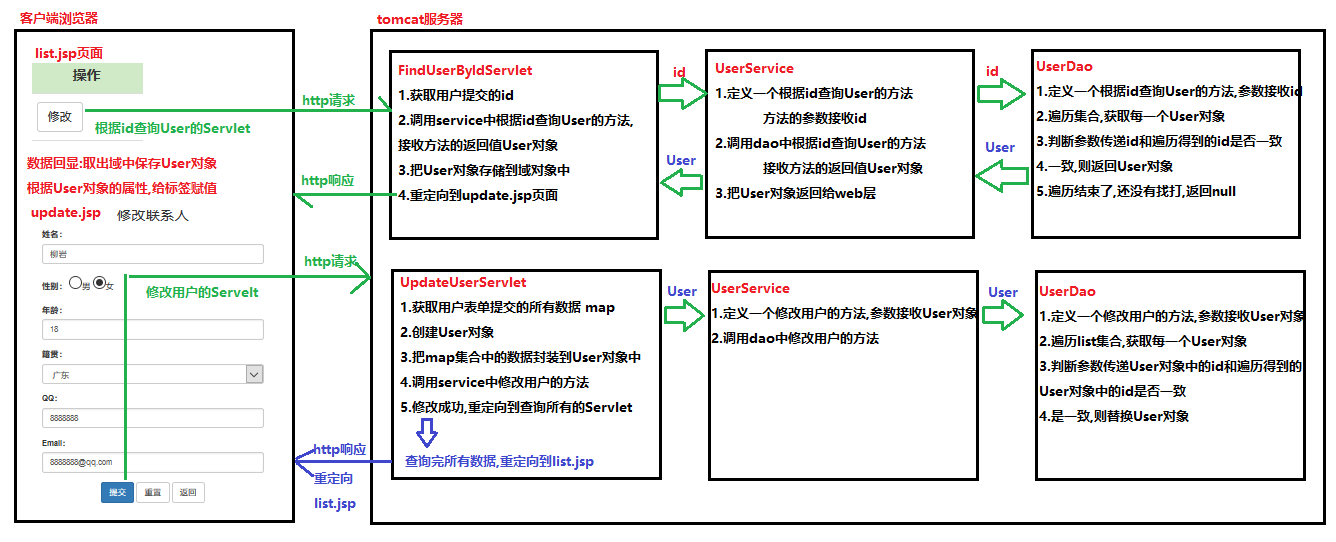 客户端浏览器
list.jsp页面
操作
修改
根据id查询User的Servlet
数据回显:取出域中保存User对象
根据User对象的属性,给标签赋值
update.jsp
修改联系人
姓名:
柳岩
性别:
男
女
年龄:
18
籍贯:
广东
QQ:
8888888
Email:
8888888@qq.com
提交
重置
返回
http请求
http响应
http请求
修改用户的Servelt
http响应
重定向
list.jsp
tomcat服务器
FindUserByIdServlet
1.获取用户提交的id
2.调用service中根据id查询User的方法,
接收方法的返回值User对象
3.把User对象存储到域对象中
4.重定向到update.jsp页面
id
User
UserService
1.定义一个根据id查询User的方法
方法的参数接收id
2.调用dao中根据id查询User的方法
接收方法的返回值User对象
3.把User对象返回给web层
id
User
UserDao
1.定义一个根据id查询User的方法,参数接收id
2.遍历集合,获取每一个User对象
3.判断参数传递id和遍历得到的id是否一致
4.一致,则返回User对象
5.遍历结束了,还没有找打,返回null
UpdateUserServlet
1.获取用户表单提交的所有数据 map
2.创建User对象
3.把map集合中的数据封装到User对象中
4.调用service中修改用户的方法
5.修改成功,重定向到查询所有的Servlet
查询完所有数据,重定向到list.jsp
User
UserService
1.定义一个修改用户的方法,参数接收User对象
2.调用dao中修改用户的方法
User
UserDao
1.定义一个修改用户的方法,参数接收User对象
2.遍历list集合,获取每一个User对象
3.判断参数传递User对象中的id和遍历得到的
User对象中的id是否一致
4.是一致,则替换User对象